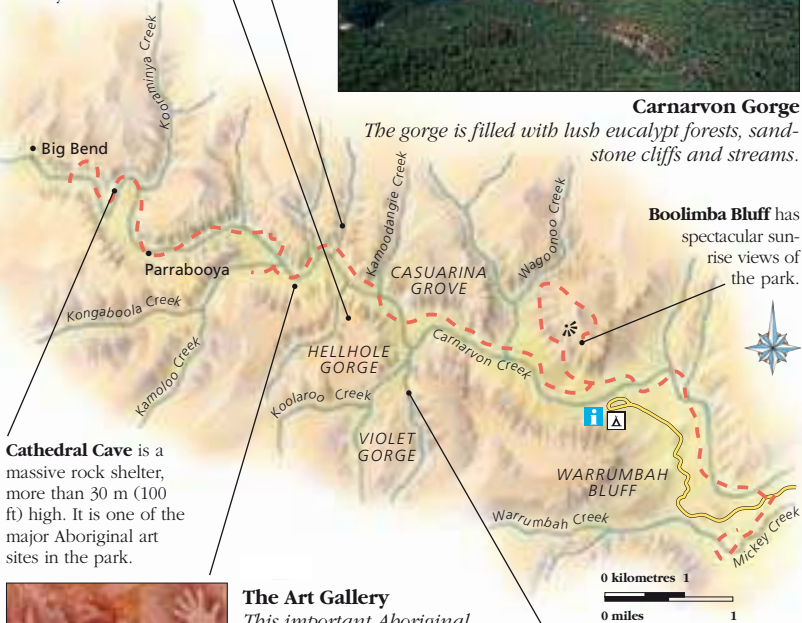 Carnarvon Gorge
The gorge is filled with lush eucalypt forests, sand-
stone cliffs and streams.
Kooraminya Creek
Big Bend
Kamoodangie Creek
Wagoonoo Creek
Boolimba Bluff has
spectacular sun-
rise views of
the park.
Parrabooya
CASUARINA
GROVE
Kongaboola Creek
Kamoloo Creek
HELLHOLE
GORGE
Carnarvon Creek
Koolaroo Creek
i
VIOLET
GORGE
Cathedral Cave is a
massive rock shelter,
more than 30 m (100
ft) high. It is one of the
major Aboriginal art
sites in the park.
WARRUMBAH
BLUFF
Warrumbah Creek
Mickey Creek
0 kilometres 1
0 miles 1
The Art Gallery
This important Aboriginal